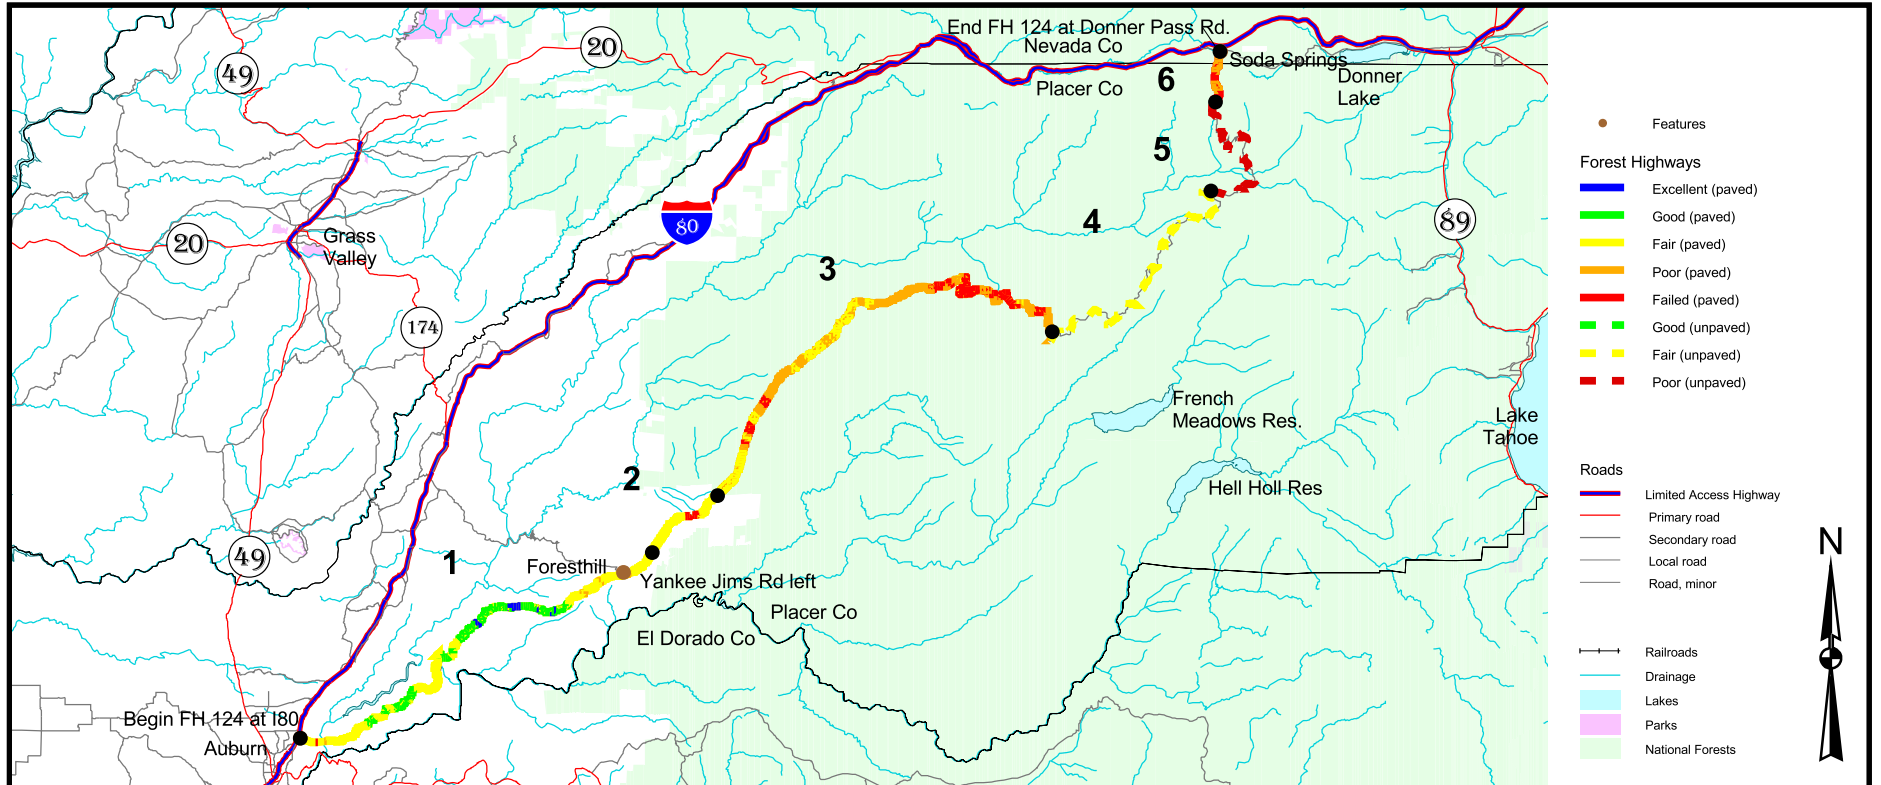 End FH 124 at Donner Pass Rd.
Nevada Co
Soda Springs
Placer Co
Donner
Lake
49
20
6
5
4
3
80
20
Grass
Valley
174
89
French
Meadows Res.
Lake
Tahoe
2
Hell Holl Res
49
1
Foresthill
Yankee Jims Rd left
Placer Co
El Dorado Co
Begin FH 124 at I80
Auburn
Features
Forest Highways
Excellent (paved)
Good (paved)
Fair (paved)
Poor (paved)
Failed (paved)
Good (unpaved)
Fair (unpaved)
Poor (unpaved)
Roads
Limited Access Highway
Primary road
Secondary road
Local road
Road, minor
N
Railroads
Drainage
Lakes
Parks
National Forests